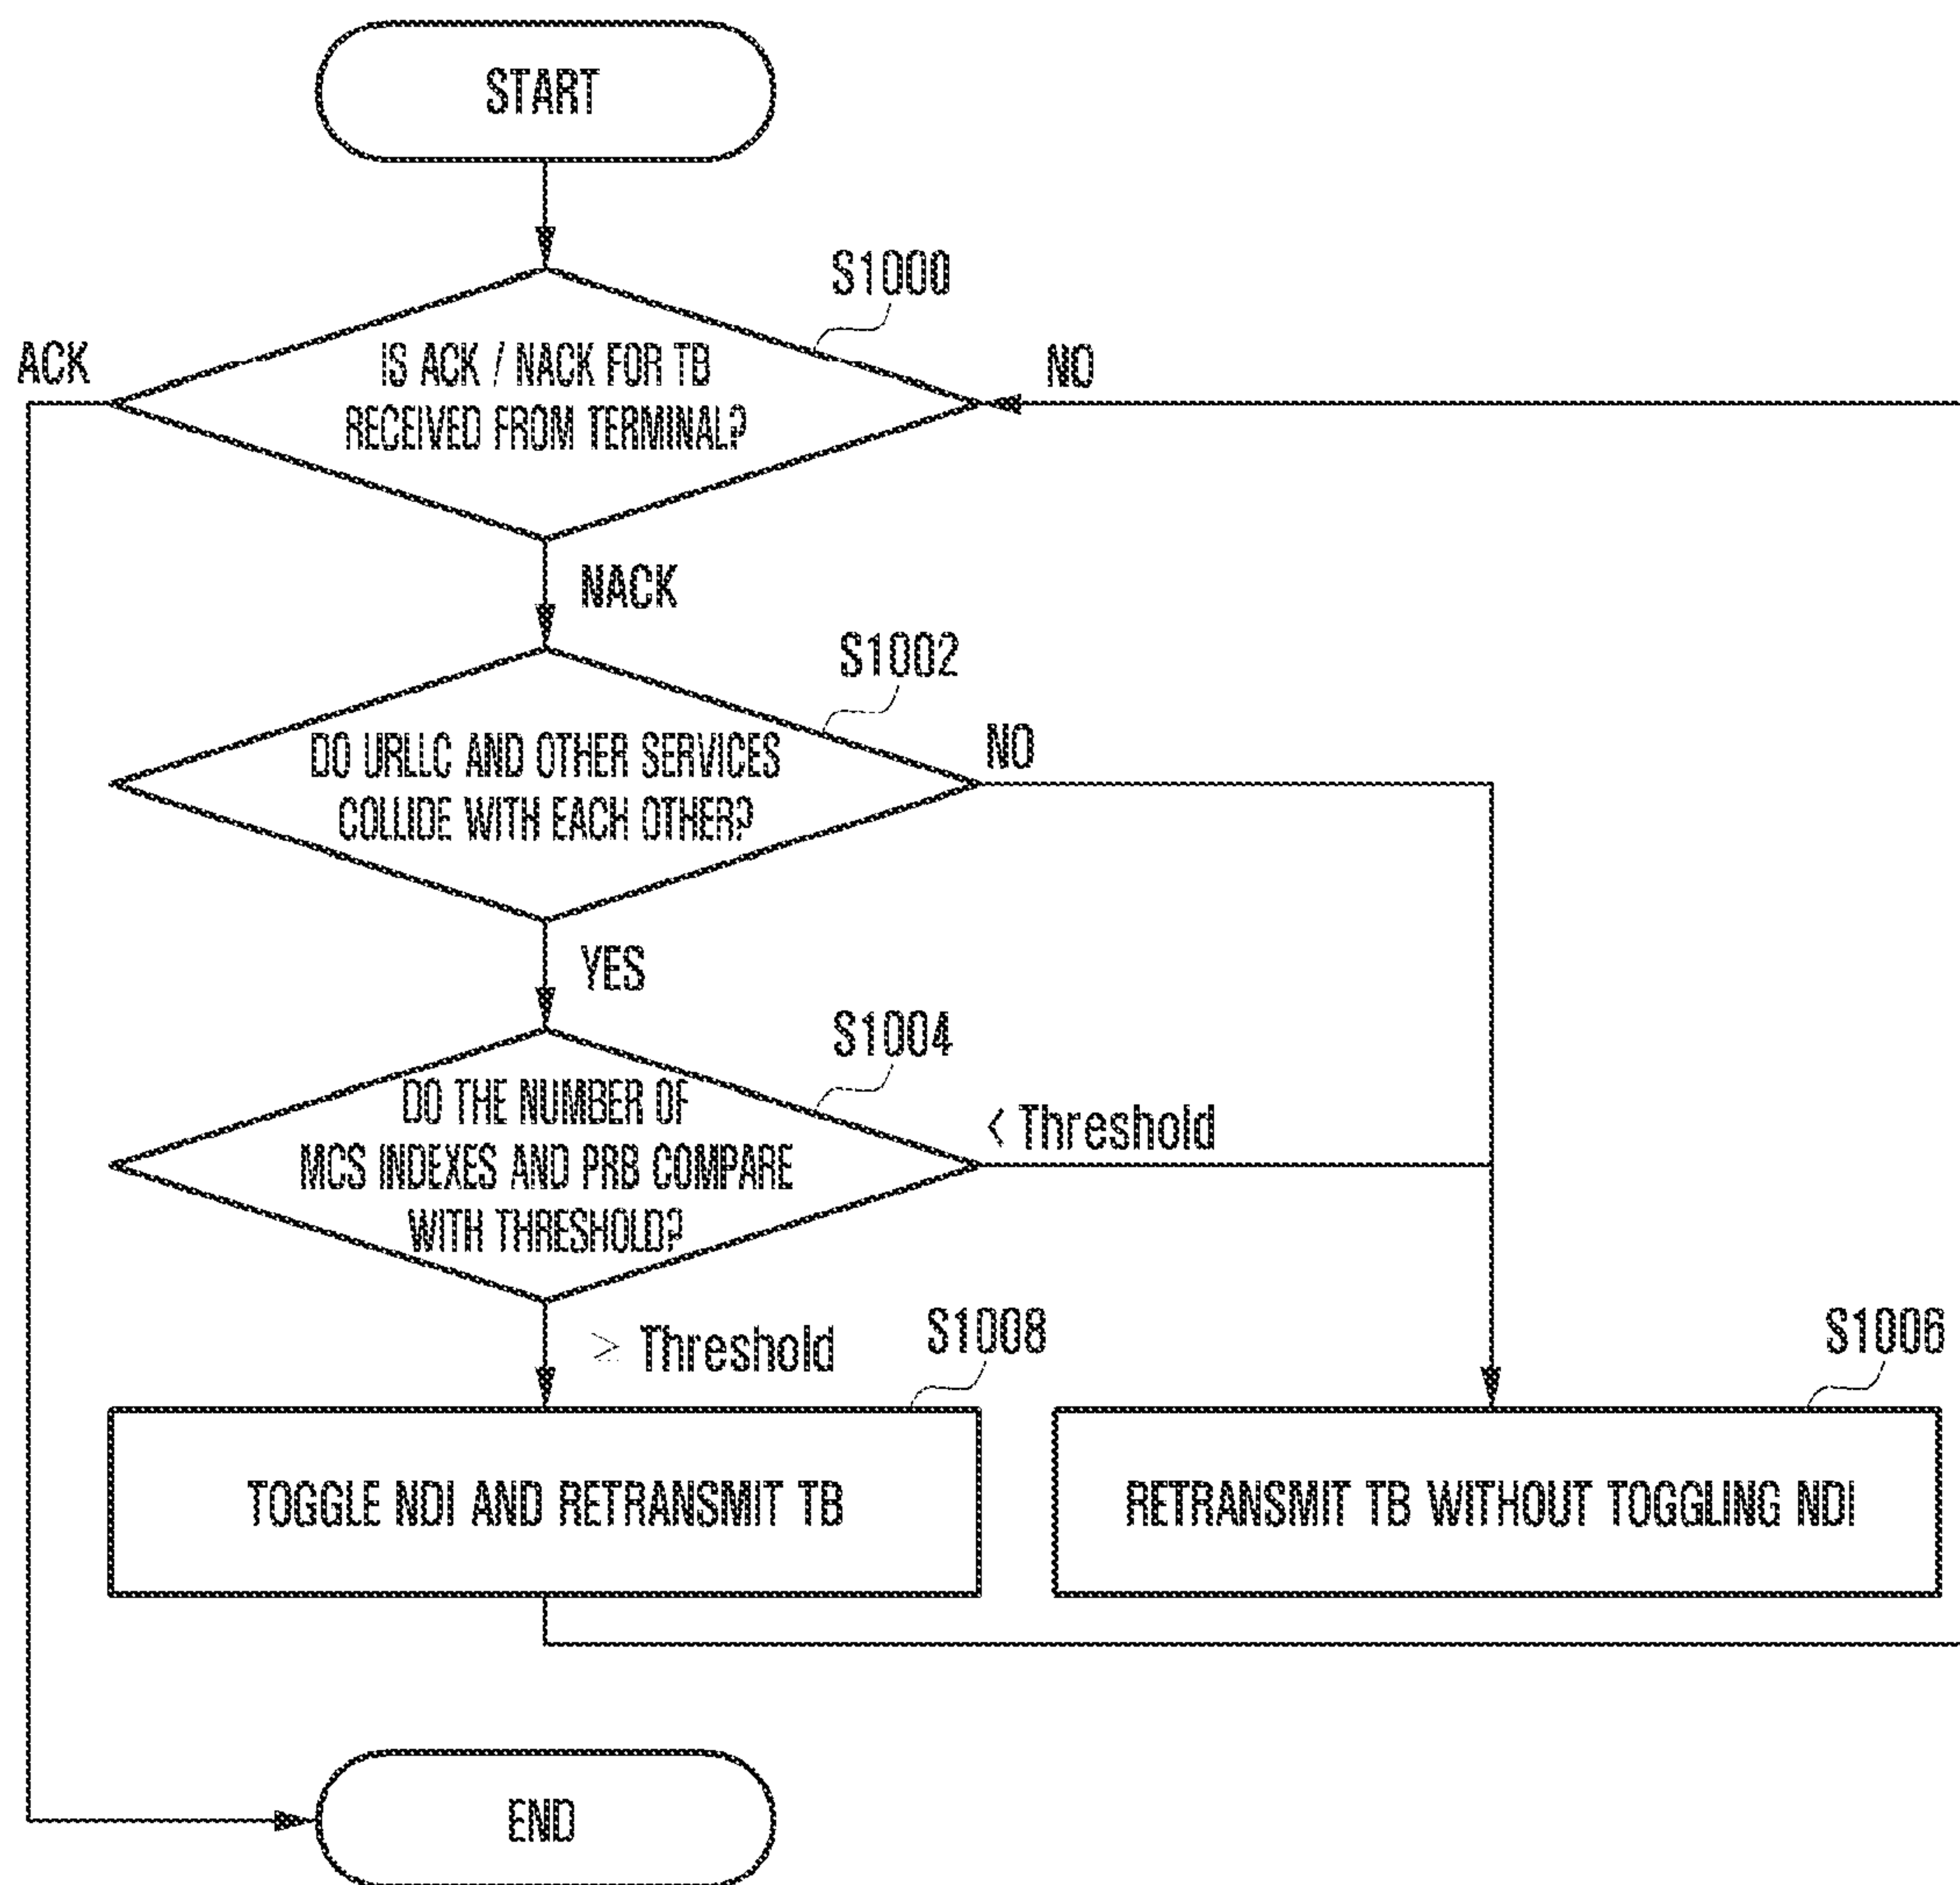 START
S1000
ACK
IS ACK / NACK FOR TB
RECEIVED FROM TERMINAL?
NO
NACK
S1002
DO URLLC AND OTHER SERVICES
COLLIDE WITH EACH OTHER?
NO
YES
S1004
DO THE NUMBER OF
MCS INDEXES AND PRB COMPARE
WITH THRESHOLD?
< Threshold
≥ Threshold
S1008
S1006
TOGGLE NDI AND RETRANSMIT TB
RETRANSMIT TB WITHOUT TOGGLING NDI
END